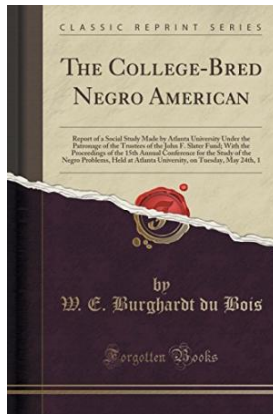 CLASSIC REPRINT SERIES
THE COLLEGE-BRED
NEGRO AMERICAN
Report of a Social Study Made by Atlanta University Under the
Patronage of the Trustees of the John F. Slater Fund; With the
Proceedings of the 15th Annual Conference for the Study of the
Negro Problems, Held at Atlanta University, on Tuesday, May 24th, 1
by
W. E. Burghardt du Bois
Forgotten Books